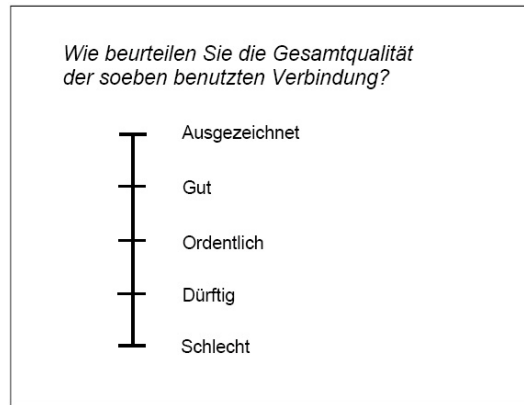 Wie beurteilen Sie die Gesamtqualität
der soeben benutzten Verbindung?
Ausgezeichnet
Gut
Ordentlich
Dürftig
Schlecht